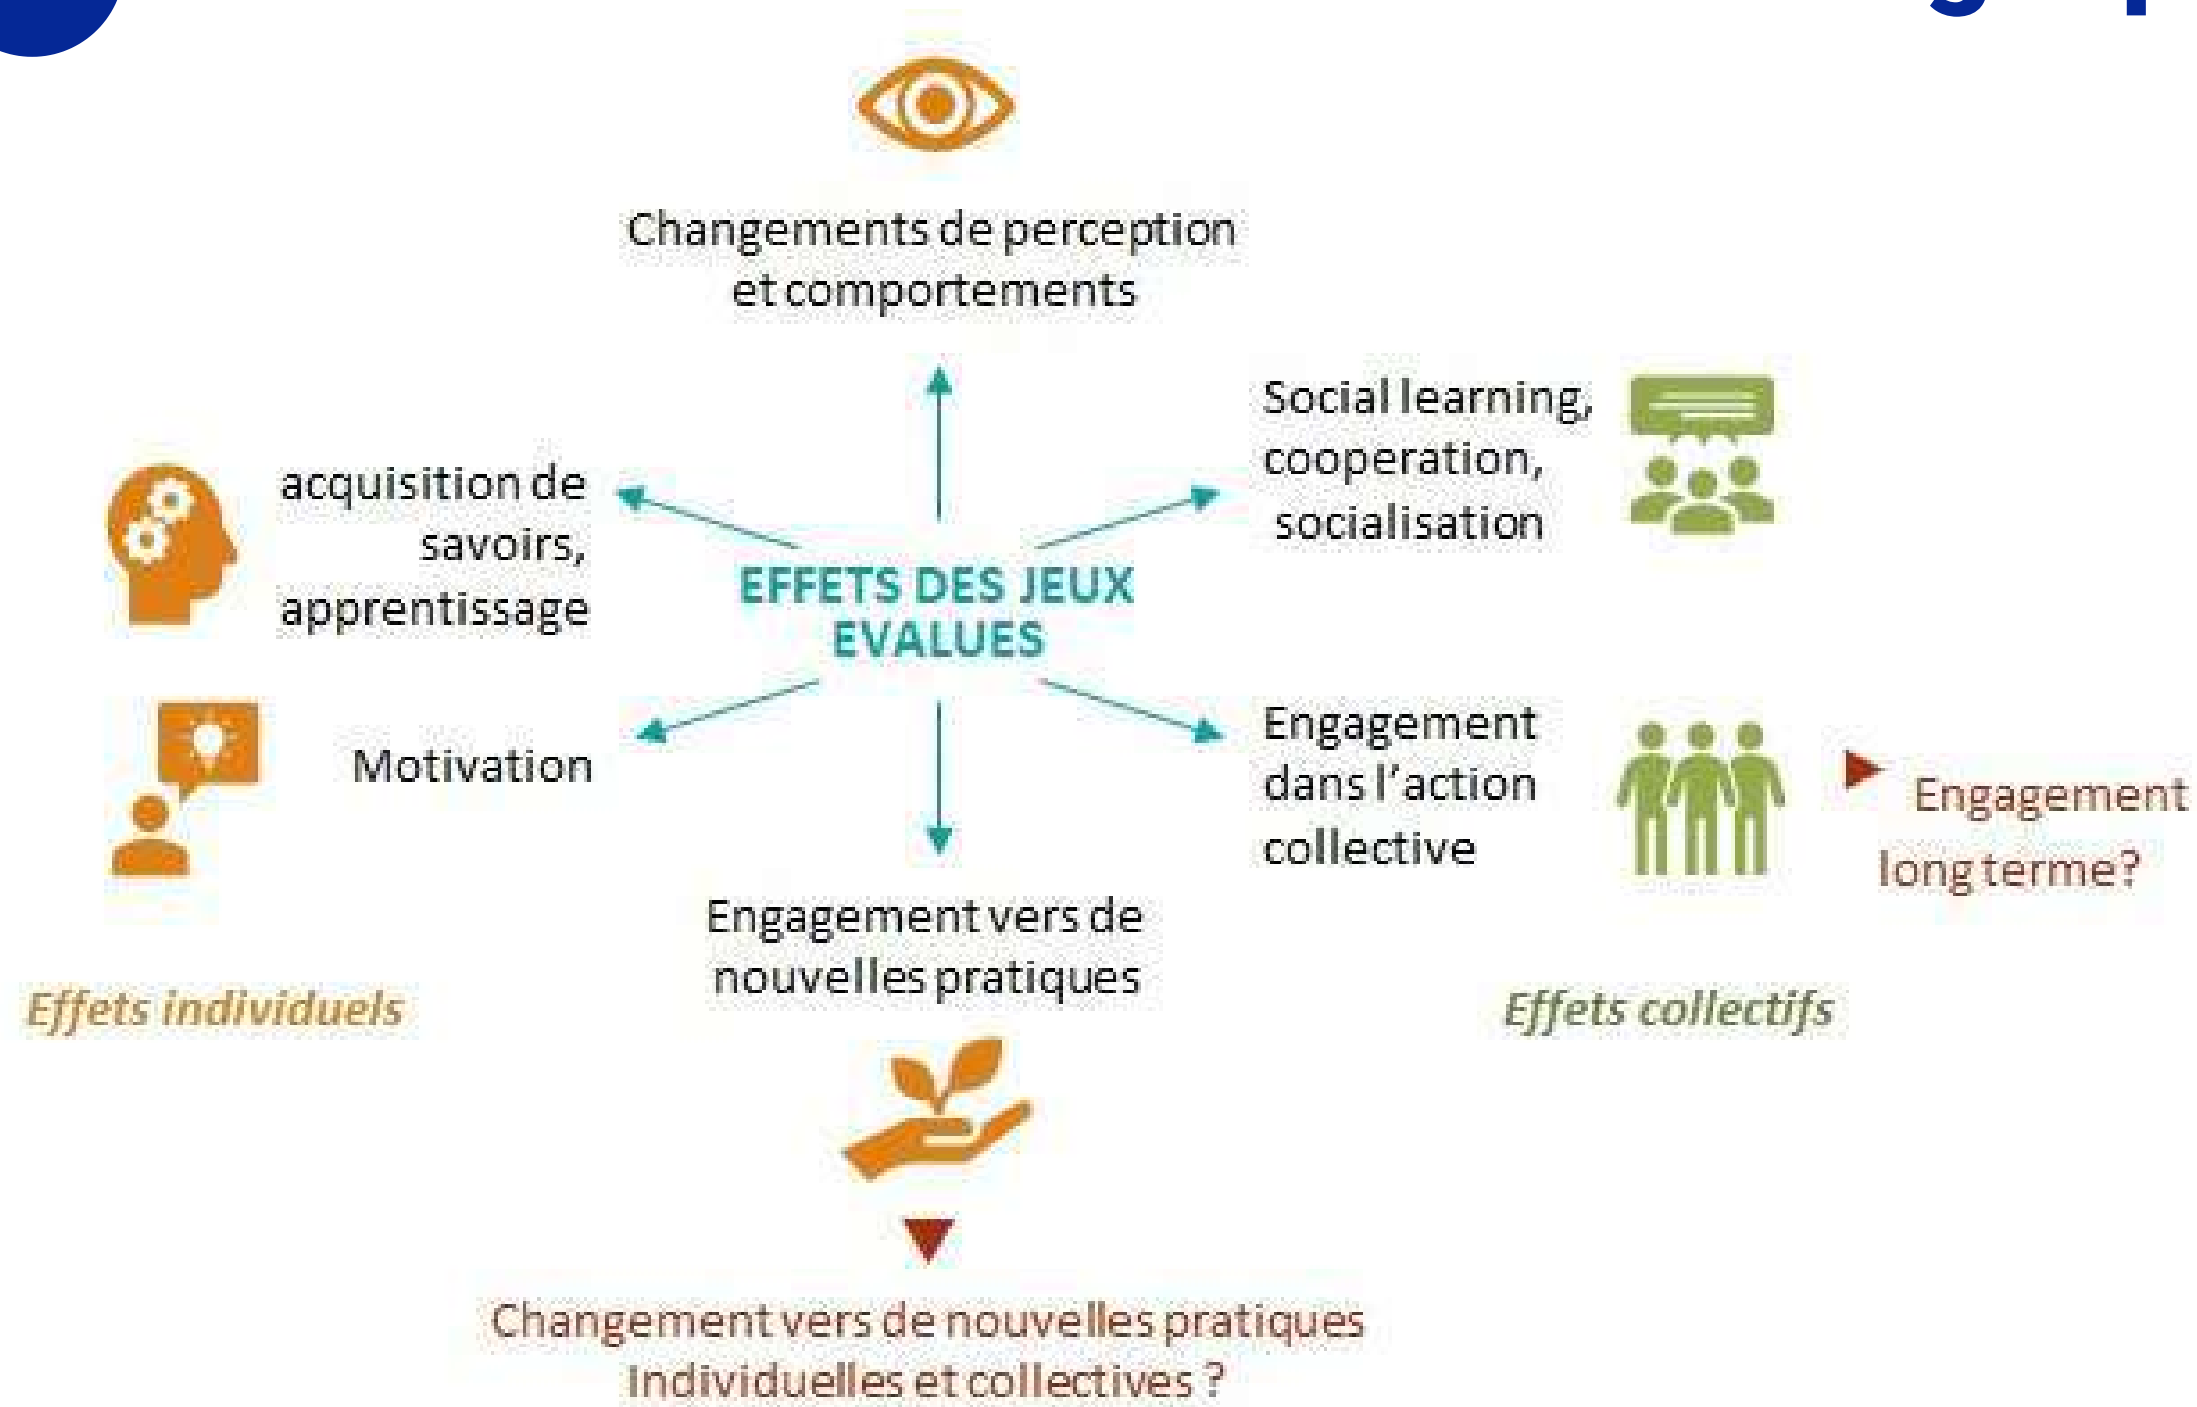 Changements de perception
et comportements
Social learning,
cooperation,
socialisation
acquisition de
savoirs,
apprentissage
EFFETS DES JEUX
EVALUES
Motivation
Engagement
dans l'action
collective
Engagement
long terme?
Engagement vers de
nouvelles pratiques
Effets individuels
Effets collectifs
Changement vers de nouvelles pratiques
Individuelles et collectives ?